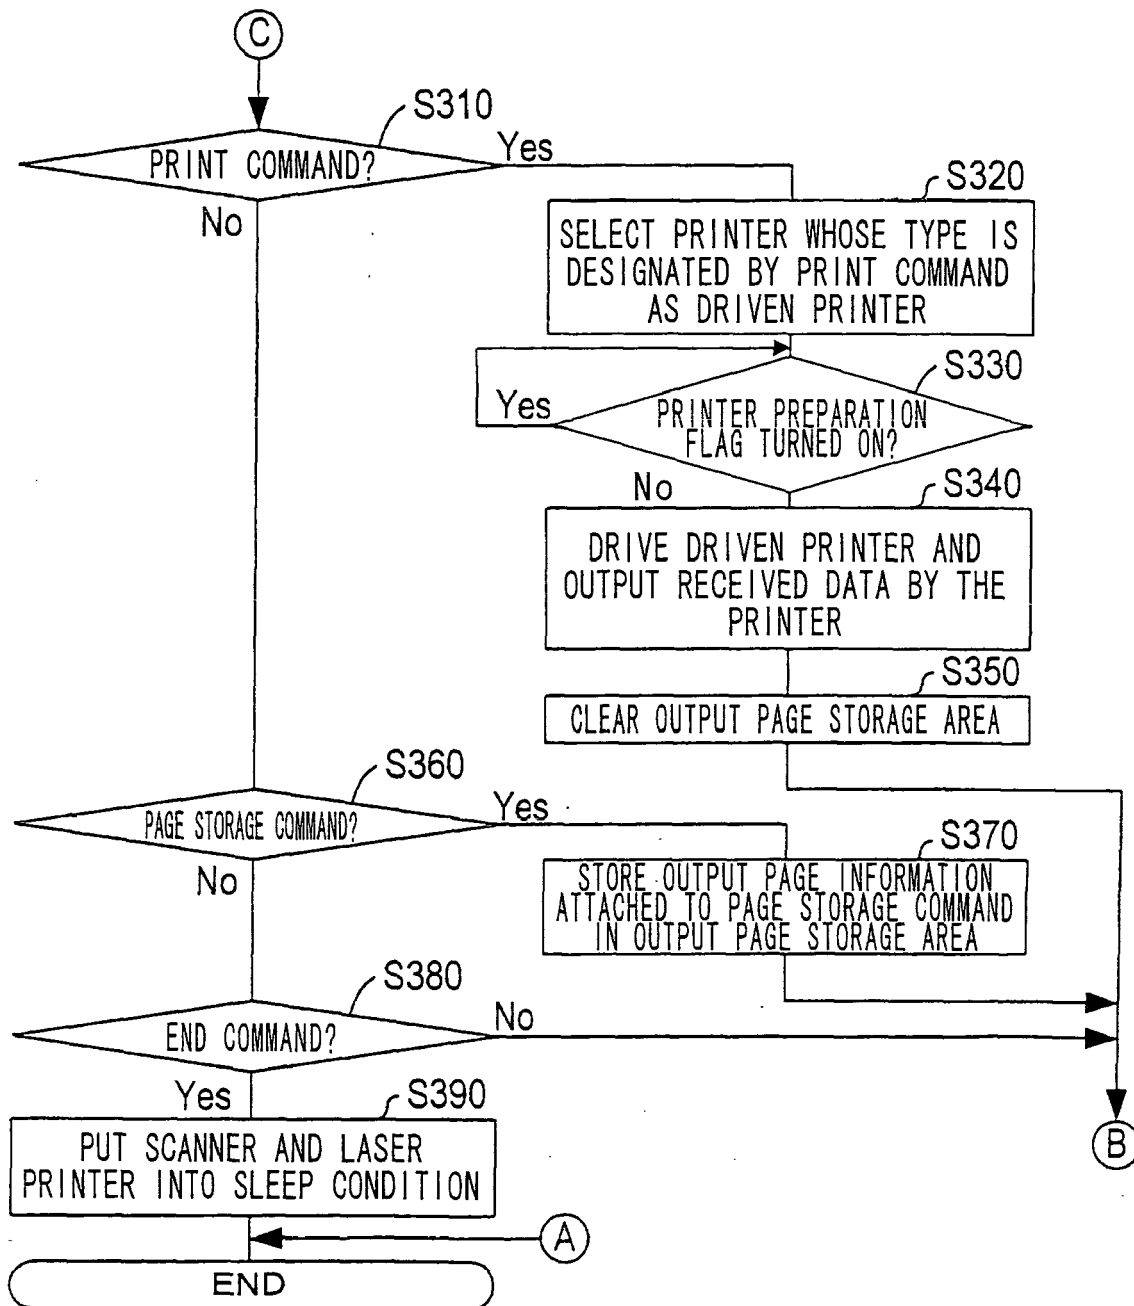 C
S310
PRINT COMMAND?
Yes
No
S320
SELECT PRINTER WHOSE TYPE IS
DESIGNATED BY PRINT COMMAND
AS DRIVEN PRINTER
S330
Yes
PRINTER PREPARATION
FLAG TURNED ON?
No
S340
DRIVE DRIVEN PRINTER AND
OUTPUT RECEIVED DATA BY THE
PRINTER
S350
CLEAR OUTPUT PAGE STORAGE AREA
S360
PAGE STORAGE COMMAND?
Yes
No
S370
STORE OUTPUT PAGE INFORMATION
ATTACHED TO PAGE STORAGE COMMAND
IN OUTPUT PAGE STORAGE AREA
S380
END COMMAND?
No
Yes
S390
PUT SCANNER AND LASER
PRINTER INTO SLEEP CONDITION
B
A
END